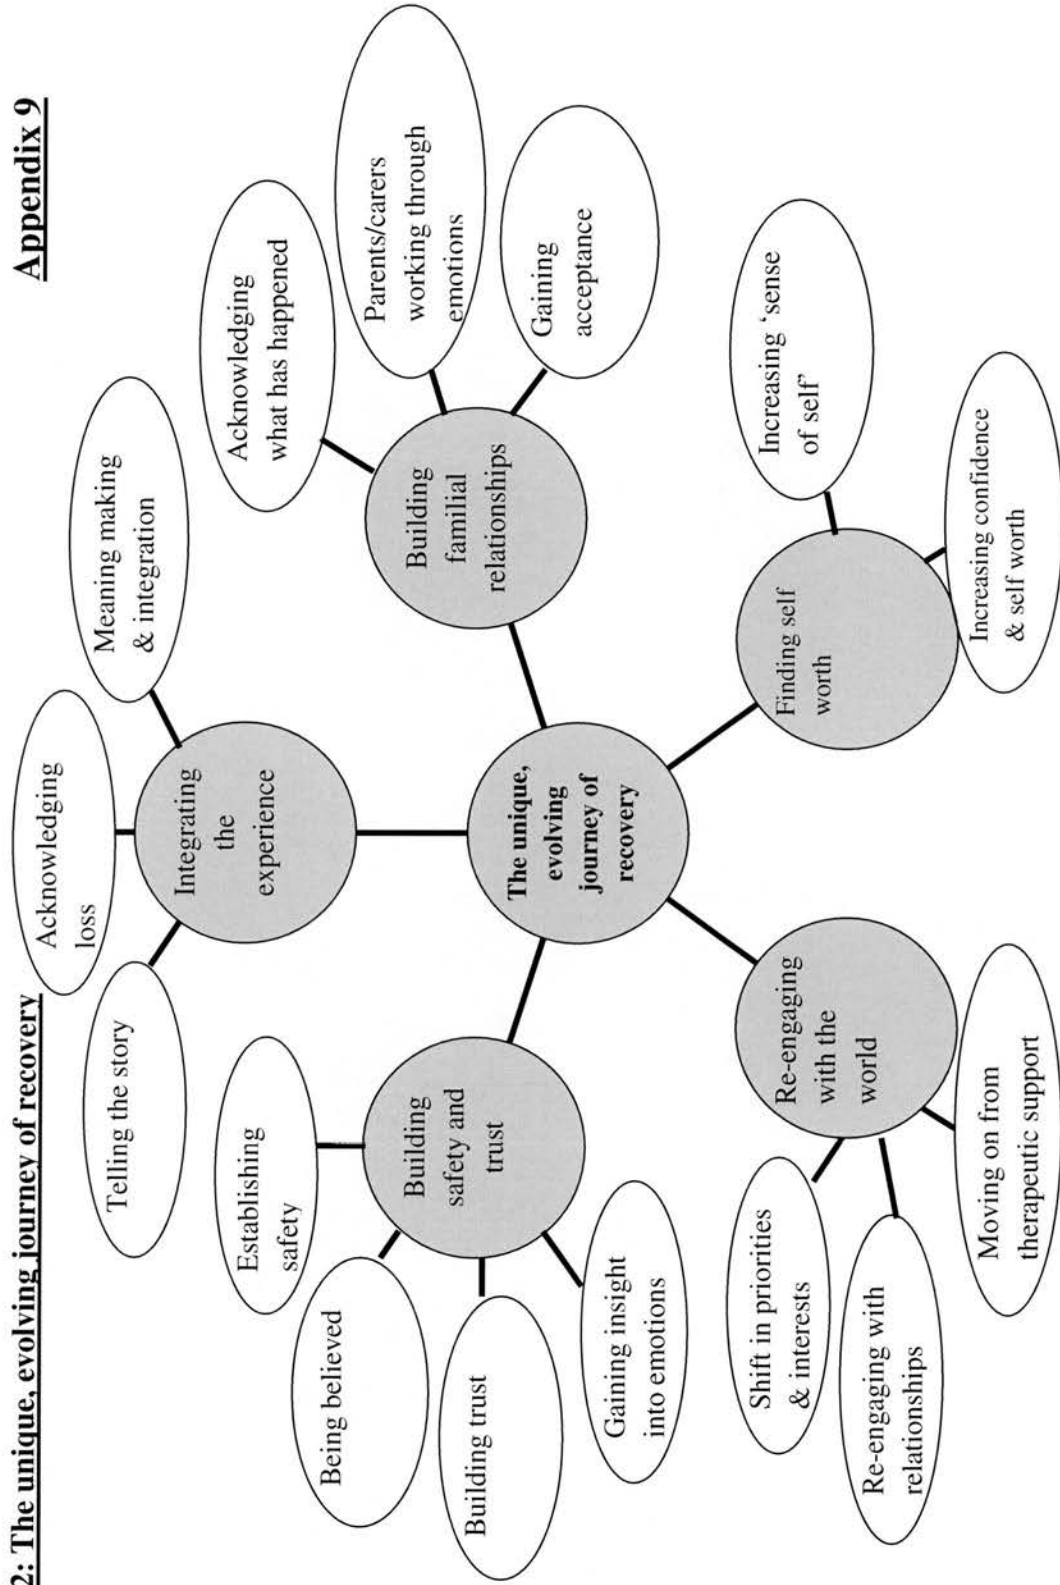 Appendix 9
2: The unique, evolving journey of recovery
Acknowledging
loss
Telling the story
Meaning making
& integration
Integrating
the
experience
Acknowledging
what has happened
Parents/carers
working through
emotions
Gaining
acceptance
Building
familial
relationships
Establishing
safety
Being believed
Building trust
Gaining insight
into emotions
Building
safety and
trust
The unique,
evolving
journey of
recovery
Finding self
worth
Increasing ‘sense
of self’
Increasing confidence
& self worth
Re-engaging
with the
world
Shift in priorities
& interests
Re-engaging with
relationships
Moving on from
therapeutic support